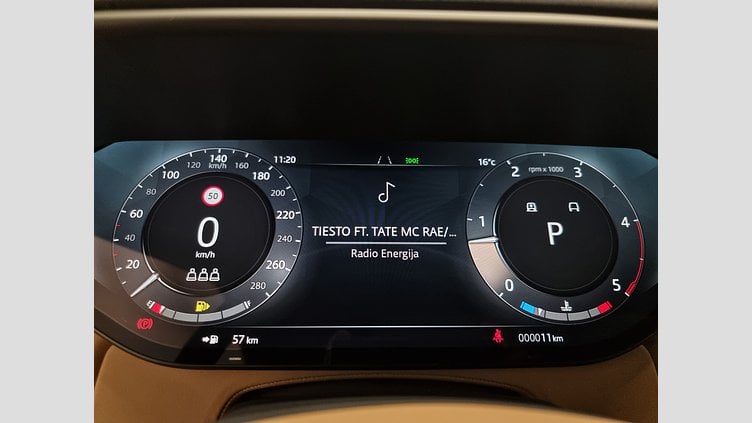 11:20
16°c
140
120 km/h 160
100 180
80 200
60 220
40 240
20 260
280
50
0
km/h
E F
57 km
TIESTO FT. TATE MC RAE/...
Radio Energija
2 3
rpm x 1000
1 4
P
0 5
000011km